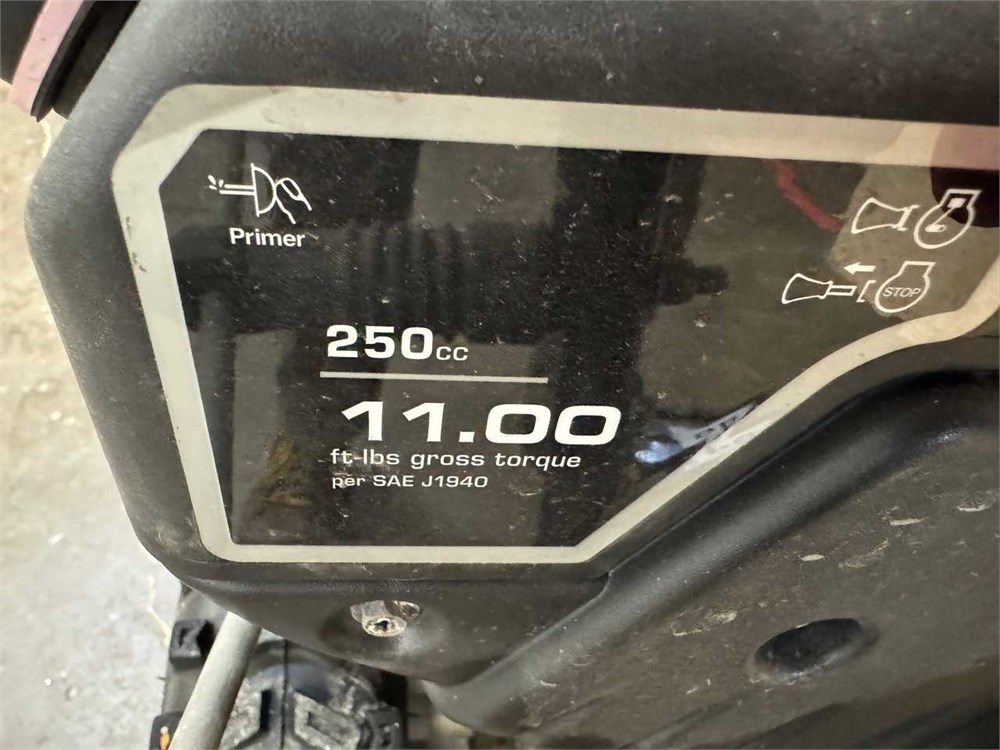 Primer
STOP
250cc
11.00
ft-lbs gross torque
per SAE J1940